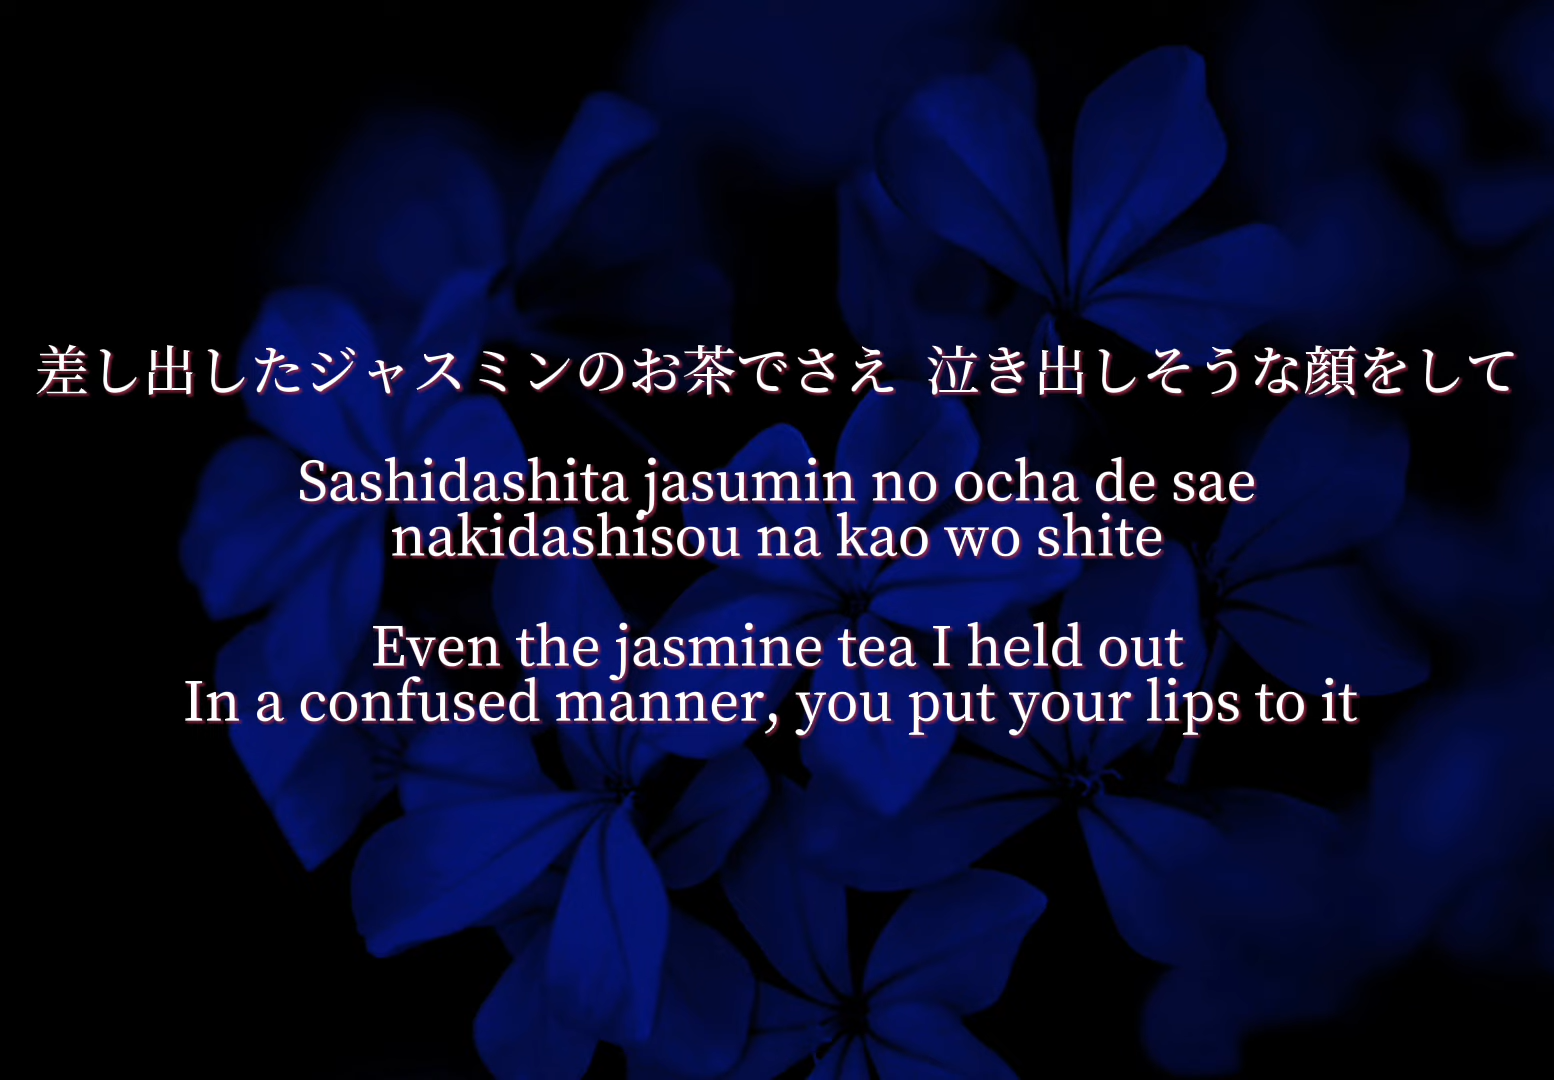 差し出したジャスミンのお茶でさえ 泣き出しそうな顔をして
Sashidashita jasumin no ocha de sae
nakidashisou na kao wo shite
Even the jasmine tea I held out
In a confused manner, you put your lips to it